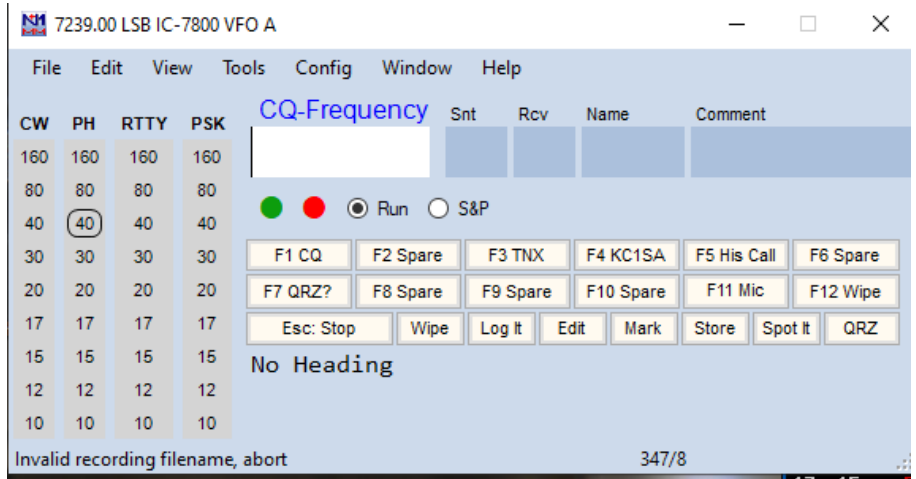 N1 MM 7239.00 LSB IC-7800 VFO A
File Edit View Tools Config Window Help
CW PH RTTY PSK CQ-Frequency Snt Rcv Name Comment
160 160 160 160
80 80 80 80
40 40 40 40 Run S&P
30 30 30 30 F1 CQ F2 Spare F3 TNX F4 KC1SA F5 His Call F6 Spare
20 20 20 20 F7 QRZ? F8 Spare F9 Spare F10 Spare F11 Mic F12 Wipe
17 17 17 17 Esc: Stop Wipe Log It Edit Mark Store Spot It QRZ
15 15 15 15 No Heading
12 12 12 12
10 10 10 10
Invalid recording filename, abort 347/8